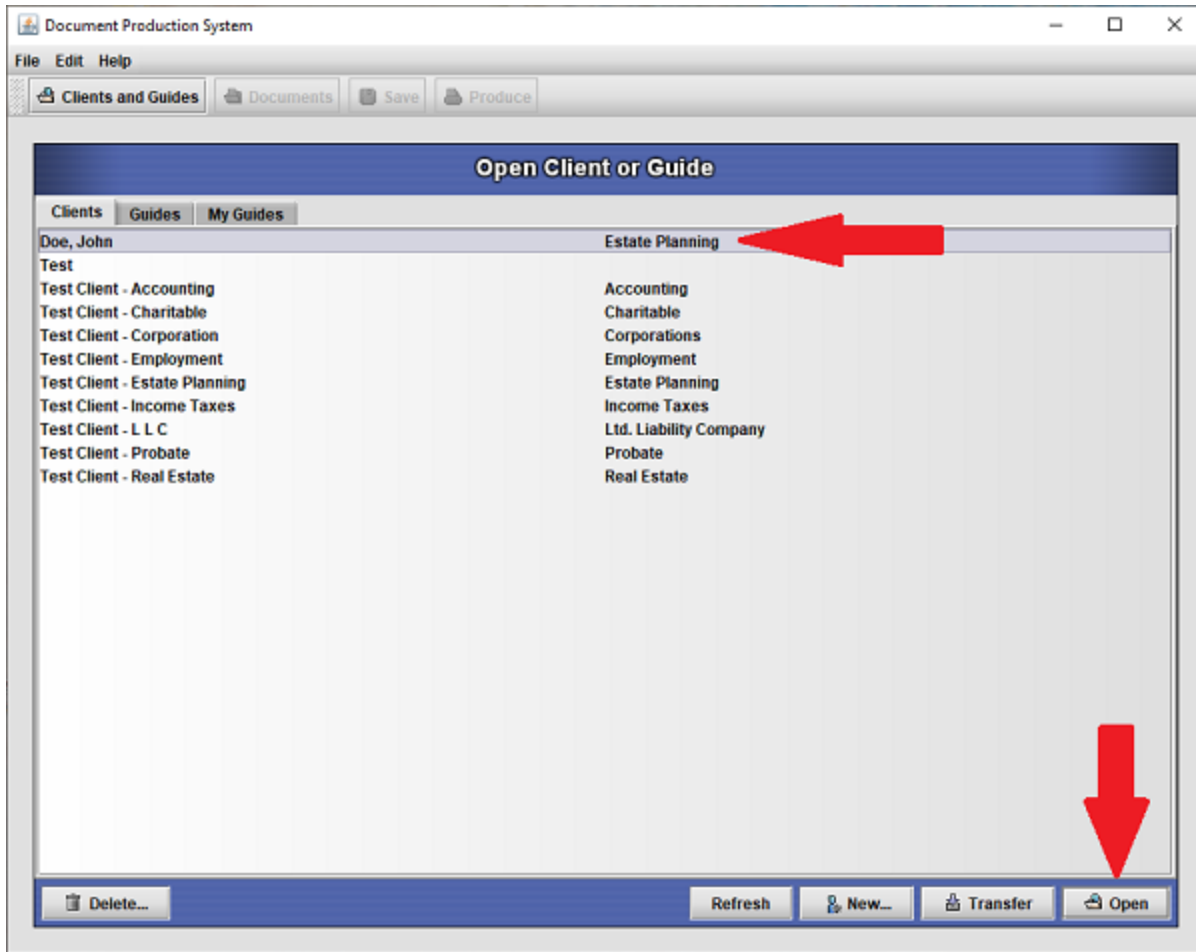 Document Production System
File Edit Help
Clients and Guides Documents Save Produce
Open Client or Guide
Clients Guides My Guides
Doe, John Estate Planning
Test
Test Client - Accounting Accounting
Test Client - Charitable Charitable
Test Client - Corporation Corporations
Test Client - Employment Employment
Test Client - Estate Planning Estate Planning
Test Client - Income Taxes Income Taxes
Test Client - L L C Ltd. Liability Company
Test Client - Probate Probate
Test Client - Real Estate Real Estate
Delete... Refresh New... Transfer Open